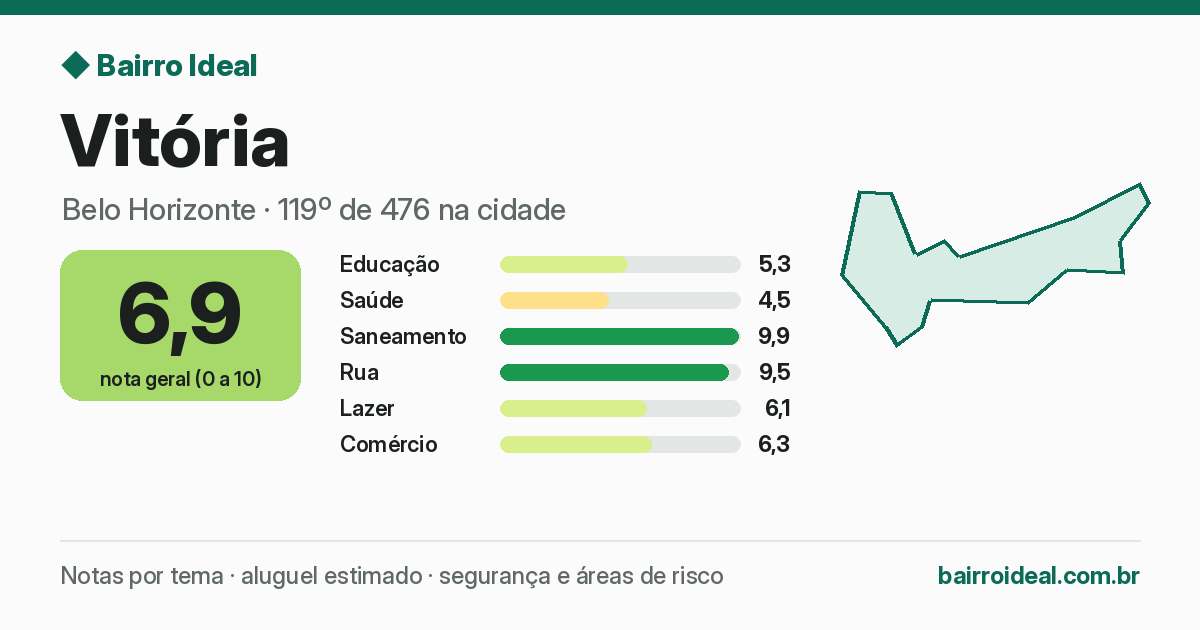 Bairro Ideal
Vitória
Belo Horizonte · 119º de 476 na cidade
6,9
nota geral (0 a 10)
Educação 5,3
Saúde 4,5
Saneamento 9,9
Rua 9,5
Lazer 6,1
Comércio 6,3
Notas por tema · aluguel estimado · segurança e áreas de risco
bairroideal.com.br